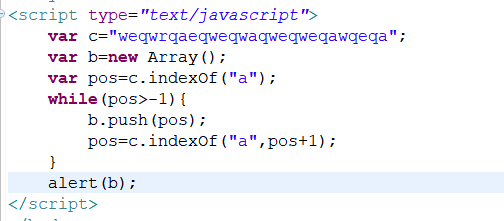 <script type="text/javascript">
var c="weqwrqaeqweqwaqweqweqawqeqa";
var b=new Array();
var pos=c.indexOf("a");
while(pos>-1){
b.push(pos);
pos=c.indexOf("a",pos+1);
}
alert(b);
</script>